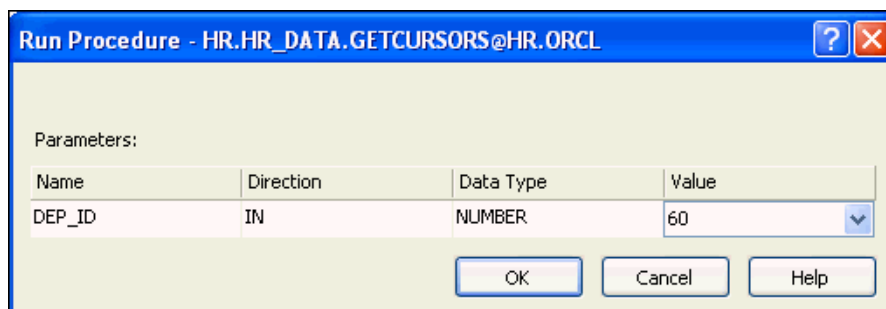 Run Procedure - HR.HR_DATA.GETCURSORS@HR.ORCL
Parameters:
Name Direction Data Type Value
DEP_ID IN NUMBER 60
OK Cancel Help